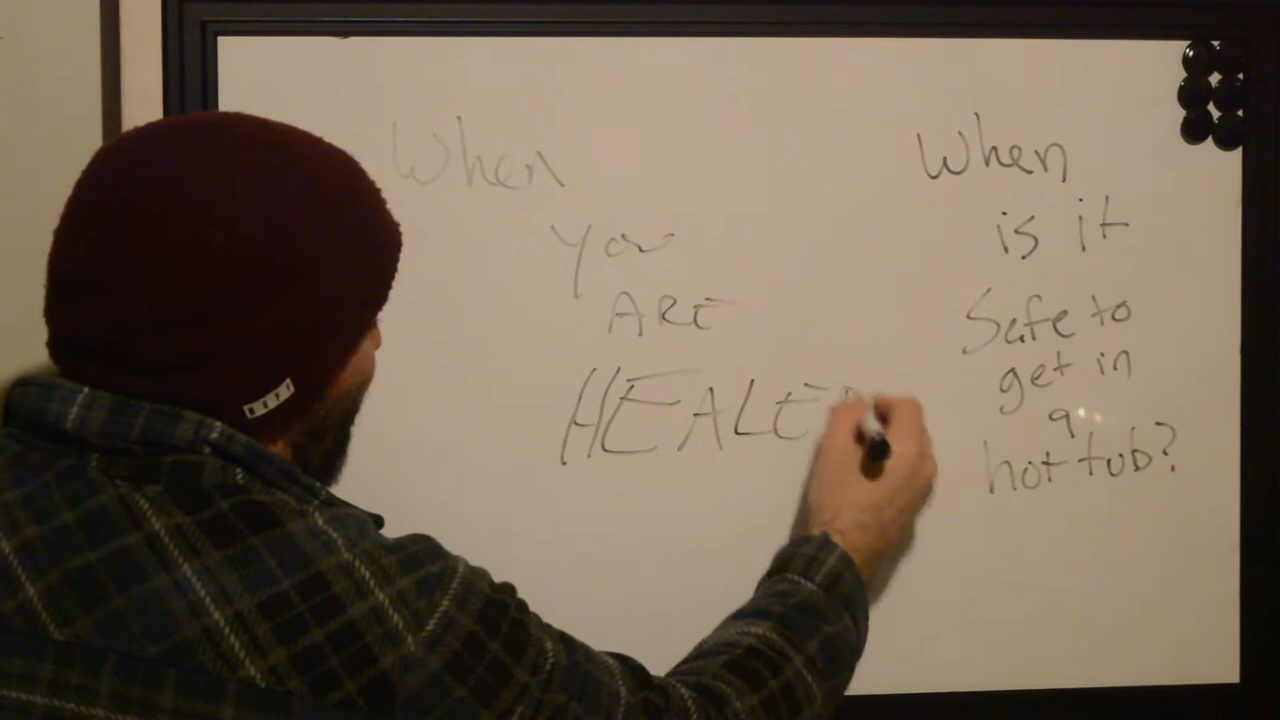 When
you
ARE
HEALE
When
is it
Safe to
get in
a
hot tub?